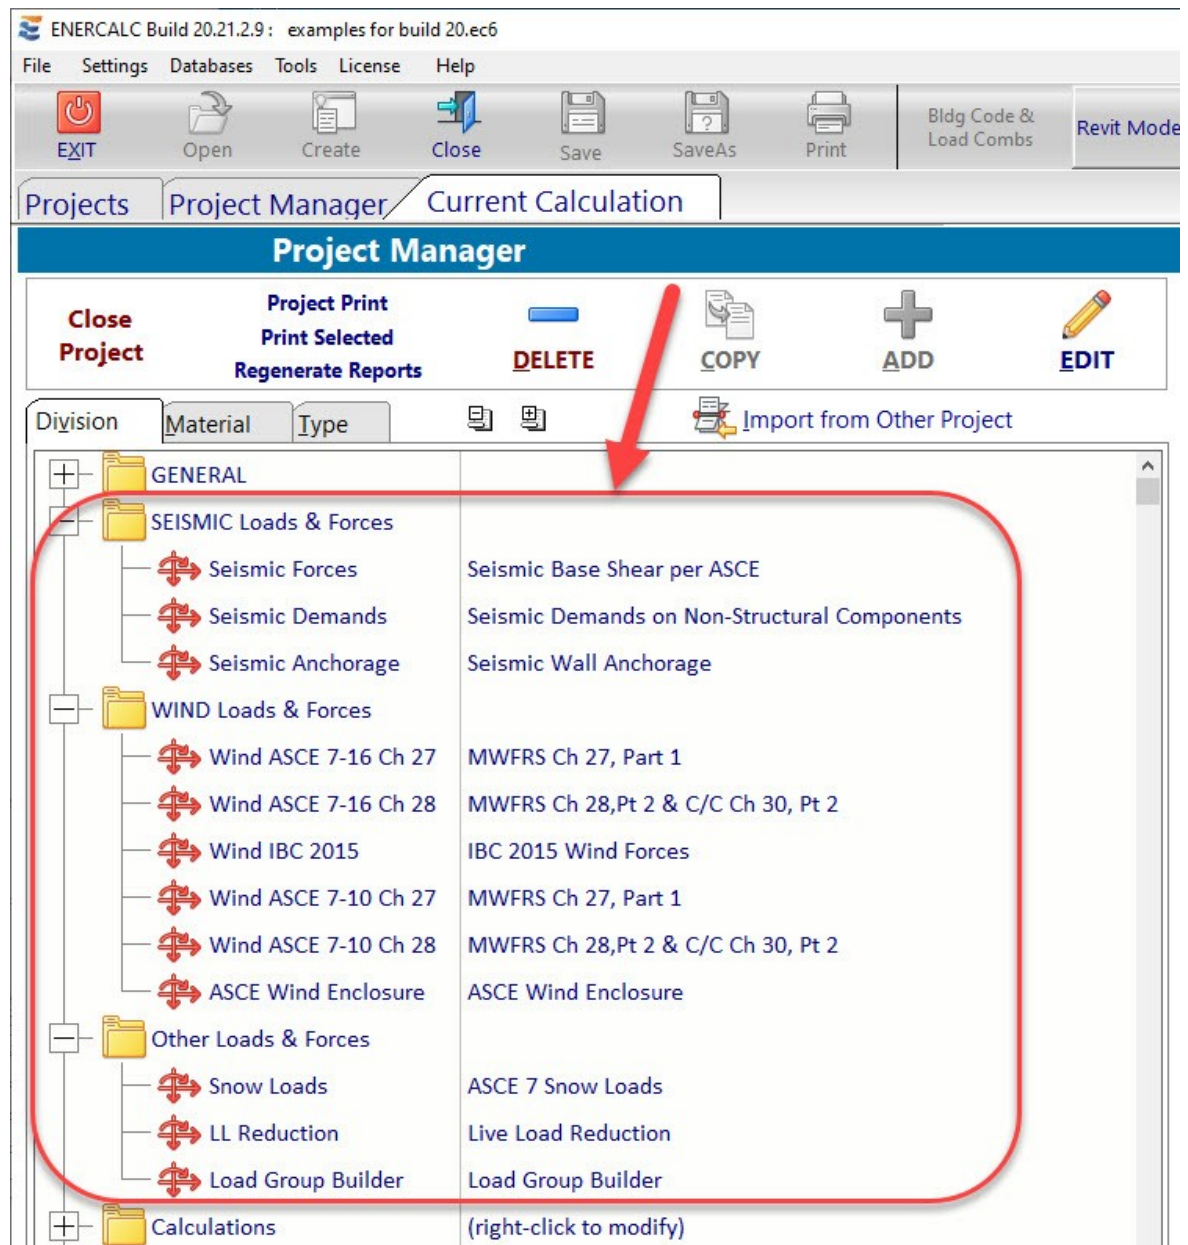 ENERCALC Build 20.21.2.9 : examples for build 20.ec6
File Settings Databases Tools License Help
EXIT Open Create Close Save SaveAs Print Bldg Code & Load Combs Revit Mode
Projects Project Manager Current Calculation
Project Manager
Close Project
Project Print
Print Selected
Regenerate Reports
DELETE COPY ADD EDIT
Division Material Type Import from Other Project
GENERAL
SEISMIC Loads & Forces
Seismic Forces Seismic Base Shear per ASCE
Seismic Demands Seismic Demands on Non-Structural Components
Seismic Anchorage Seismic Wall Anchorage
WIND Loads & Forces
Wind ASCE 7-16 Ch 27 MWFRS Ch 27, Part 1
Wind ASCE 7-16 Ch 28 MWFRS Ch 28,Pt 2 & C/C Ch 30, Pt 2
Wind IBC 2015 IBC 2015 Wind Forces
Wind ASCE 7-10 Ch 27 MWFRS Ch 27, Part 1
Wind ASCE 7-10 Ch 28 MWFRS Ch 28,Pt 2 & C/C Ch 30, Pt 2
ASCE Wind Enclosure ASCE Wind Enclosure
Other Loads & Forces
Snow Loads ASCE 7 Snow Loads
LL Reduction Live Load Reduction
Load Group Builder Load Group Builder
Calculations (right-click to modify)